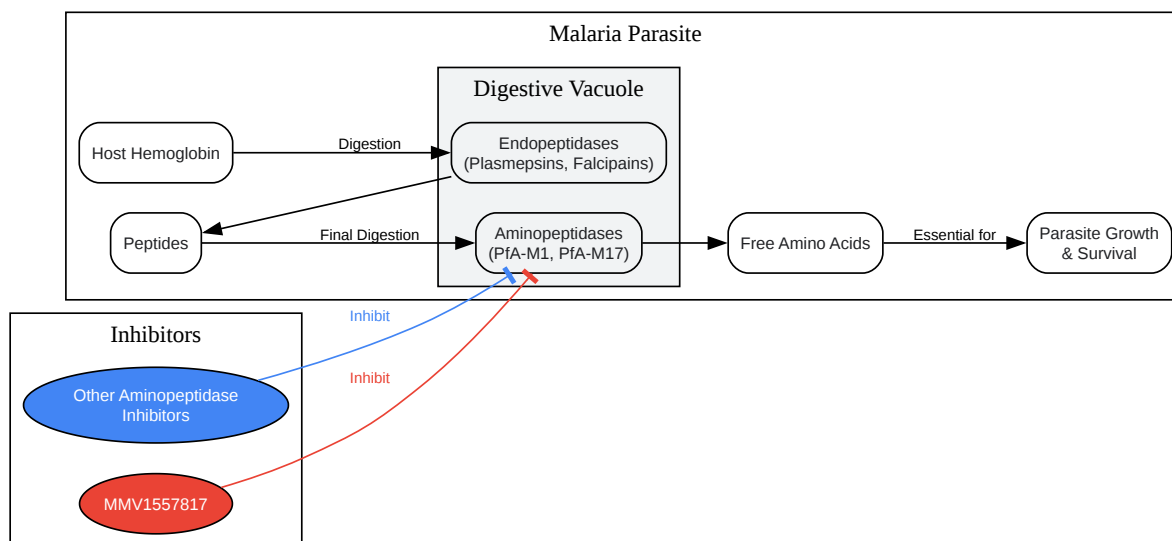 Malaria Parasite
Digestive Vacuole
Host Hemoglobin
Digestion
Endopeptidases
(Plasmepsins, Falcipains)
Peptides
Final Digestion
Aminopeptidases
(PfA-M1, PfA-M17)
Free Amino Acids
Essential for
Parasite Growth
& Survival
Inhibitors
Inhibit
Inhibit
Other Aminopeptidase
Inhibitors
MMV1557817